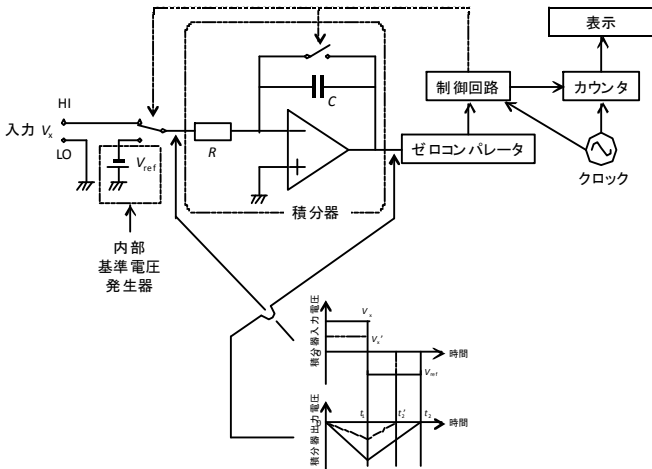 表示
制御回路
カウンタ
HI
入力 Vx
LO
Vref
R
C
積分器
ゼロコンパレータ
クロック
内部
基準電圧
発生器
積分器入力電圧
Vx
Vx'
0
時間
Vref
積分器出力電圧
0
t1
t2'
t2
時間